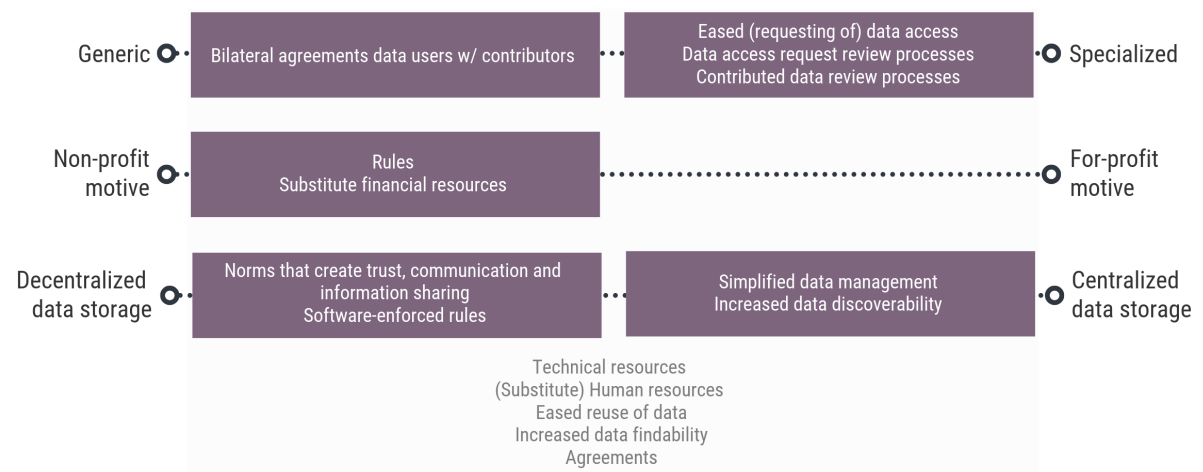 Generic
Bilateral agreements data users w/ contributors
Eased (requesting of) data access
Data access request review processes
Contributed data review processes
Specialized
Non-profit
motive
Rules
Substitute financial resources
For-profit
motive
Decentralized
data storage
Norms that create trust, communication and
information sharing
Software-enforced rules
Simplified data management
Increased data discoverability
Centralized
data storage
Technical resources
(Substitute) Human resources
Eased reuse of data
Increased data findability
Agreements